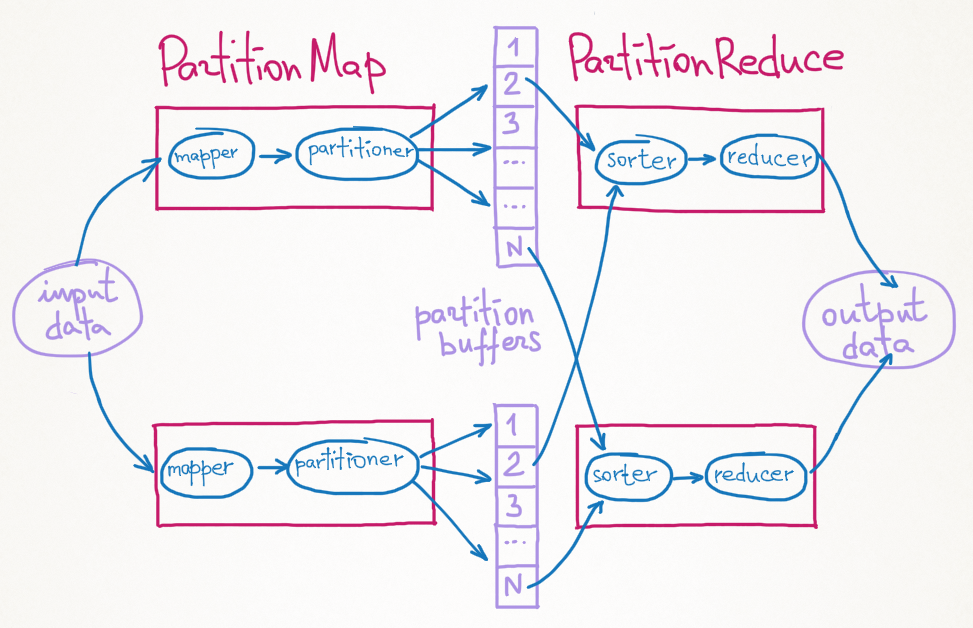 PartitionMap
PartitionReduce
mapper
partitioner
1
2
3
...
...
N
sorter
reducer
input
data
partition
buffers
output
data
mapper
partitioner
1
2
3
...
N
sorter
reducer